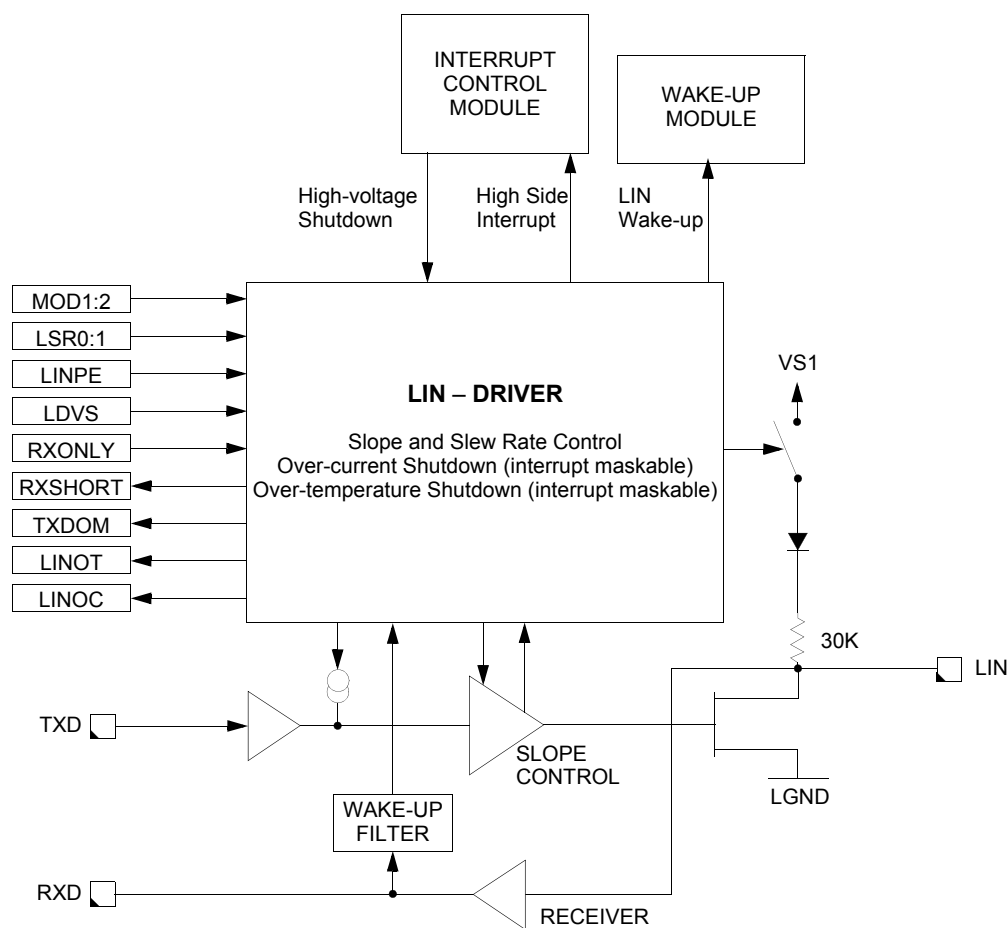 INTERRUPT
CONTROL
MODULE
WAKE-UP
MODULE
High-voltage
Shutdown
High Side
Interrupt
LIN
Wake-up
MOD1:2
LSR0:1
LINPE
LDVS
RXONLY
RXSHORT
TXDOM
LINOT
LINOC
LIN – DRIVER
Slope and Slew Rate Control
Over-current Shutdown (interrupt maskable)
Over-temperature Shutdown (interrupt maskable)
VS1
30K
LIN
TXD
SLOPE
CONTROL
LGND
WAKE-UP
FILTER
RXD
RECEIVER